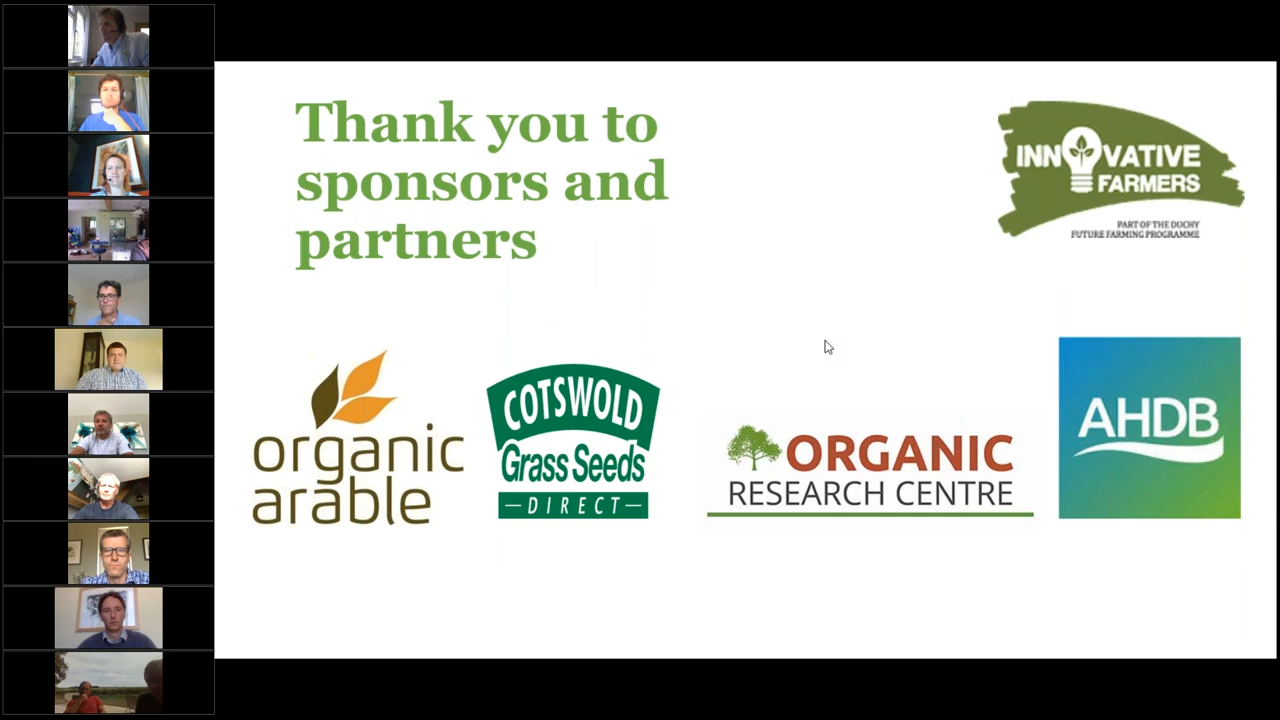 Thank you to
sponsors and
partners
INNOVATIVE
FARMERS
PART OF THE DUCHY
FUTURE FARMING PROGRAMME
organic
arable
COTSWOLD
Grass Seeds
DIRECT
ORGANIC
RESEARCH CENTRE
AHDB